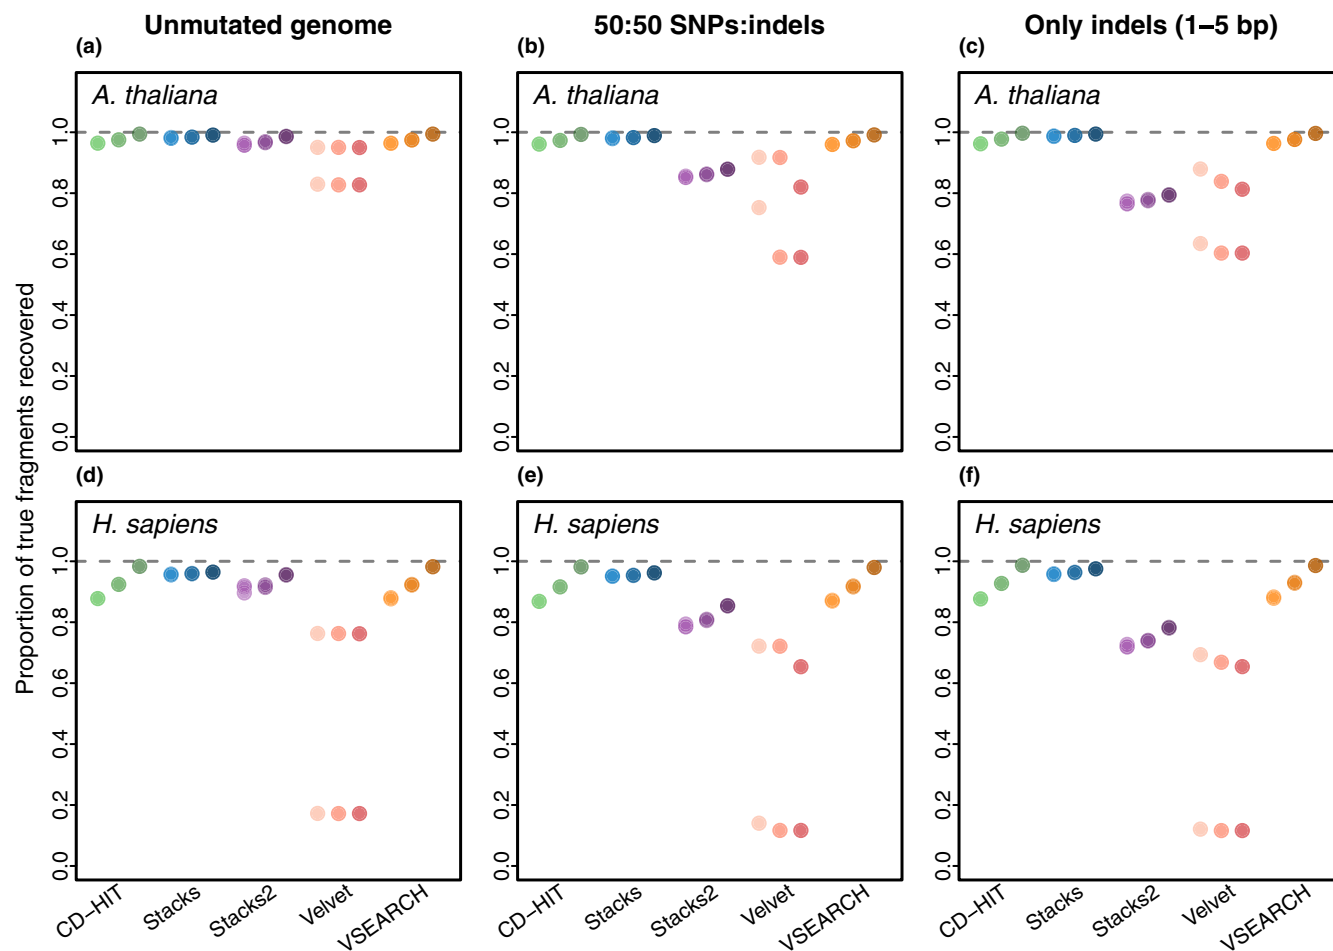 Unmutated genome
50:50 SNPs:indels
Only indels (1–5 bp)
(a)
(b)
(c)
A. thaliana
A. thaliana
A. thaliana
1.0
0.8
0.6
0.4
0.2
0.0
1.0
0.8
0.6
0.4
0.2
0.0
1.0
0.8
0.6
0.4
0.2
0.0
Proportion of true fragments recovered
(d)
(e)
(f)
H. sapiens
H. sapiens
H. sapiens
1.0
0.8
0.6
0.4
0.2
0.0
1.0
0.8
0.6
0.4
0.2
0.0
1.0
0.8
0.6
0.4
0.2
0.0
CD−HIT
Stacks
Stacks2
Velvet
VSEARCH
CD−HIT
Stacks
Stacks2
Velvet
VSEARCH
CD−HIT
Stacks
Stacks2
Velvet
VSEARCH